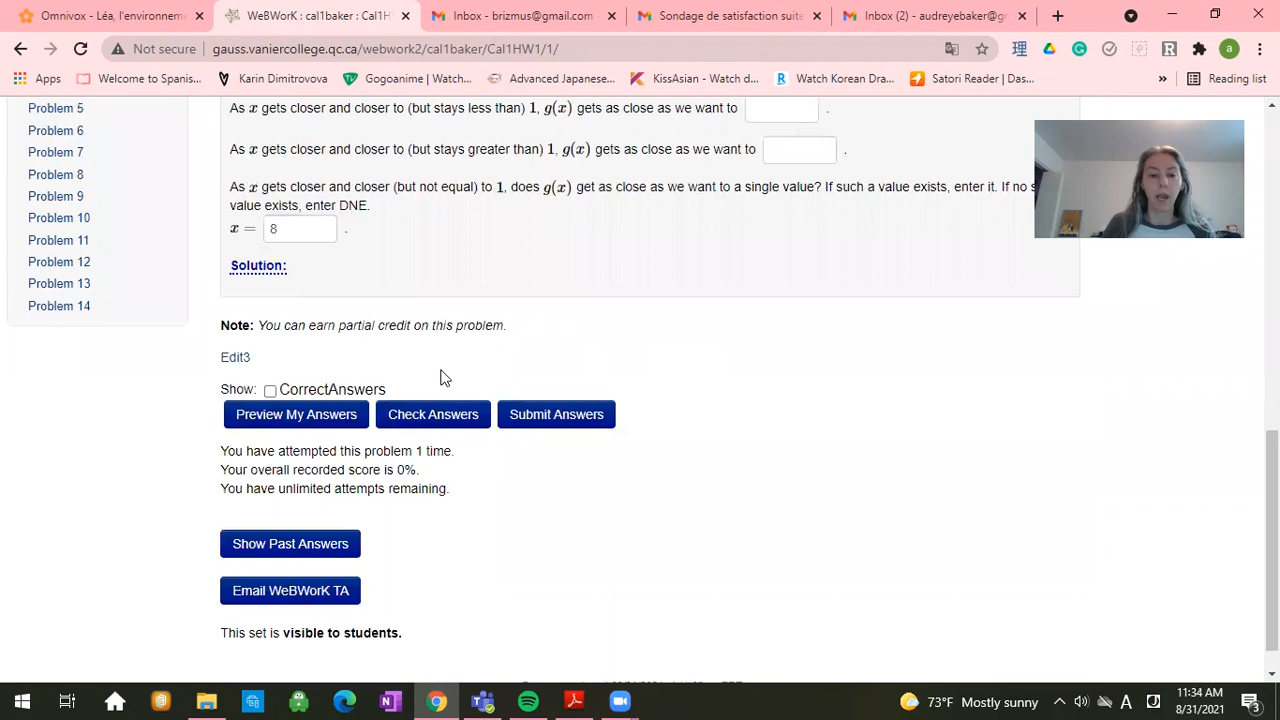 Omnivox - Léa, l'environneme
WeBWorK : cal1baker : Cal1H
Inbox - brizmus@gmail.com
Sondage de satisfaction suite
Inbox (2) - audreyebaker@gm
Not secure
gauss.vaniercollege.qc.ca/webwork2/cal1baker/Cal1HW1/1/
Apps
Welcome to Spanis...
Karin Dimitrovova
Gogoanime | Watch...
Advanced Japanese...
KissAsian - Watch d...
Watch Korean Dra...
Satori Reader | Das...
»
Reading list
Problem 5
Problem 6
Problem 7
Problem 8
Problem 9
Problem 10
Problem 11
Problem 12
Problem 13
Problem 14
As x gets closer and closer to (but stays less than) 1, g(x) gets as close as we want to .
As x gets closer and closer to (but stays greater than) 1, g(x) gets as close as we want to .
As x gets closer and closer (but not equal) to 1, does g(x) get as close as we want to a single value? If such a value exists, enter it. If no s
value exists, enter DNE.
x = 8 .
Solution:
Note: You can earn partial credit on this problem.
Edit3
Show: CorrectAnswers
Preview My Answers
Check Answers
Submit Answers
You have attempted this problem 1 time.
Your overall recorded score is 0%.
You have unlimited attempts remaining.
Show Past Answers
Email WeBWorK TA
This set is visible to students.
73°F Mostly sunny
11:34 AM
8/31/2021